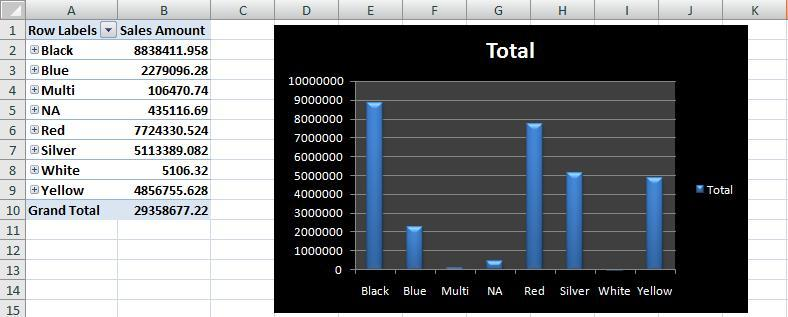 A B C D E F G H I J K
1 Row Labels Sales Amount
2 Black 8838411.958
3 Blue 2279096.28
4 Multi 106470.74
5 NA 435116.69
6 Red 7724330.524
7 Silver 5113389.082
8 White 5106.32
9 Yellow 4856755.628
10 Grand Total 29358677.22
11
12
13
14
15
Total
10000000
9000000
8000000
7000000
6000000
5000000
4000000
3000000
2000000
1000000
0
Black Blue Multi NA Red Silver White Yellow
Total